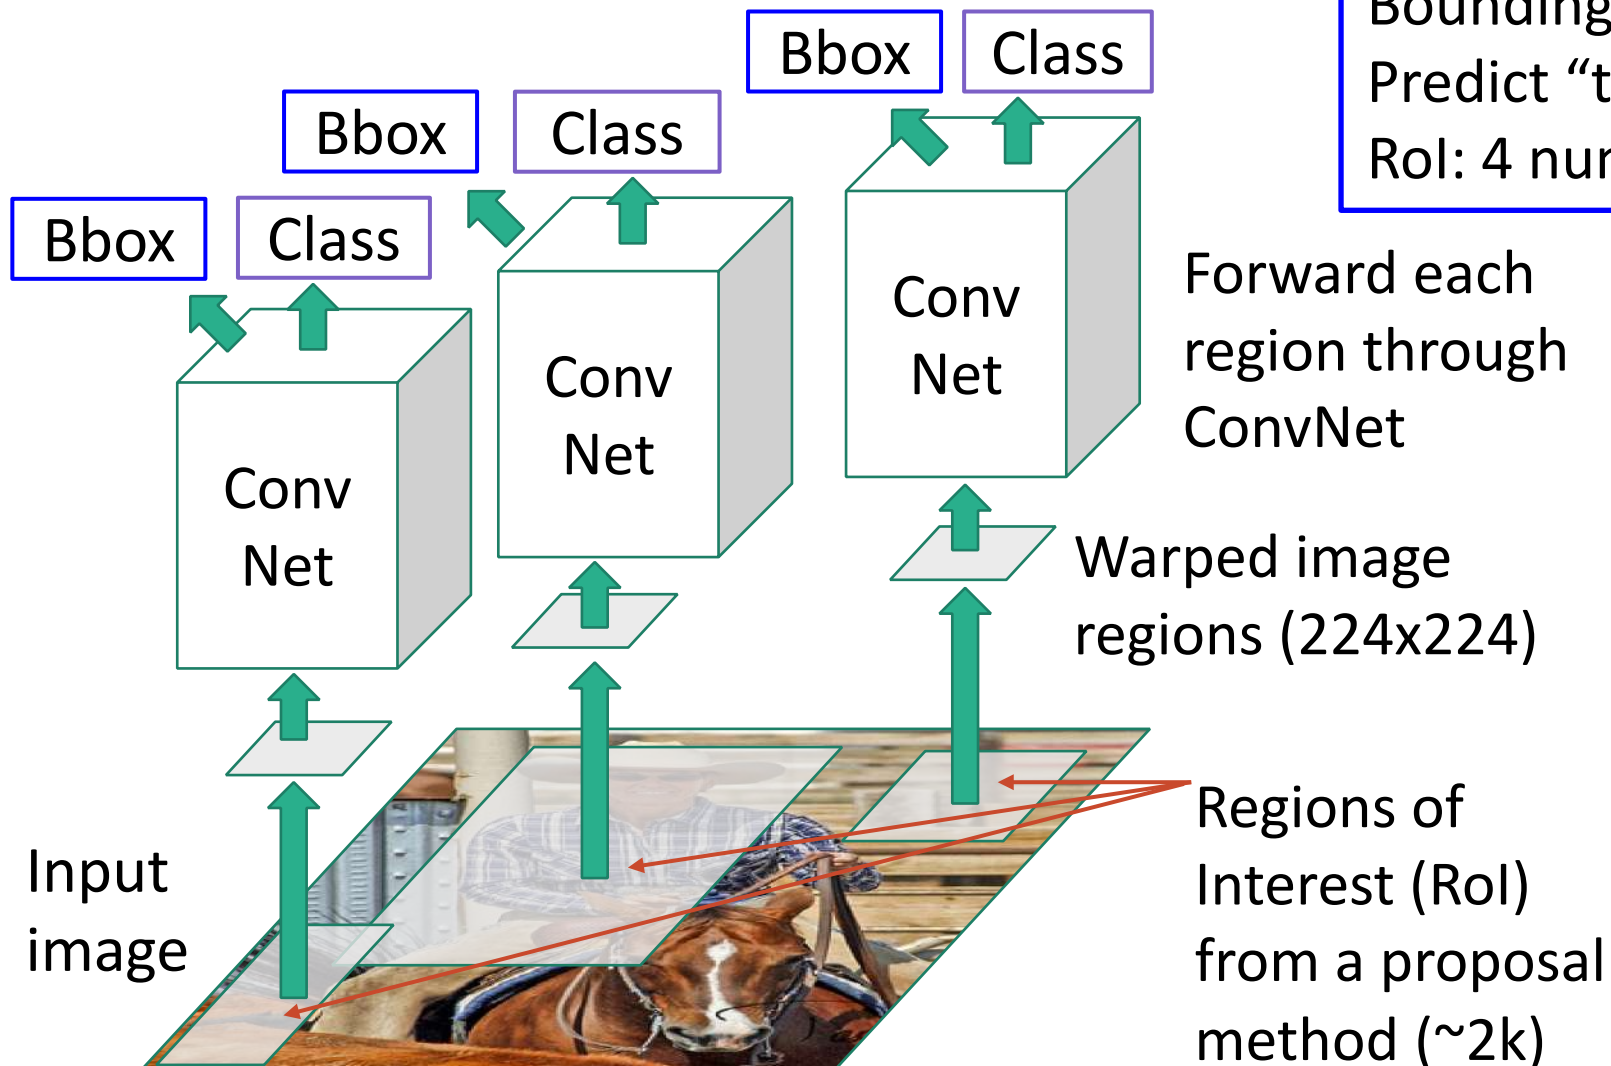 Bbox
Class
Bounding
Predict “t
RoI: 4 nur
Bbox
Class
Bbox
Class
Conv
Net
Conv
Net
Conv
Net
Forward each
region through
ConvNet
Warped image
regions (224x224)
Input
image
Regions of
Interest (RoI)
from a proposal
method (~2k)